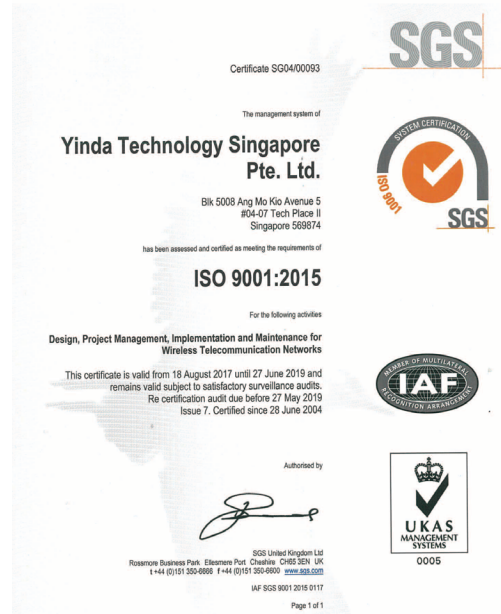 SGS
Certificate SG04/00093
The management system of
Yinda Technology Singapore
Pte. Ltd.
Blk 5008 Ang Mo Kio Avenue 5
#04-07 Tech Place II
Singapore 569874
has been assessed and certified as meeting the requirements of
ISO 9001:2015
For the following activities
Design, Project Management, Implementation and Maintenance for
Wireless Telecommunication Networks
This certificate is valid from 18 August 2017 until 27 June 2019 and
remains valid subject to satisfactory surveillance audits.
Re certification audit due before 27 May 2019
Issue 7. Certified since 28 June 2004
Authorised by
SGS United Kingdom Ltd
Rossmore Business Park Ellesmere Port Cheshire CH65 3EN UK
t +44 (0)151 350-6666 f +44 (0)151 350-6600 www.sgs.com
IAF SGS 9001 2015 0117
Page 1 of 1
SYSTEM CERTIFICATION
ISO 9001
SGS
MEMBER OF MULTILATERAL
IAF
RECOGNITION ARRANGEMENT
UKAS
MANAGEMENT
SYSTEMS
0005